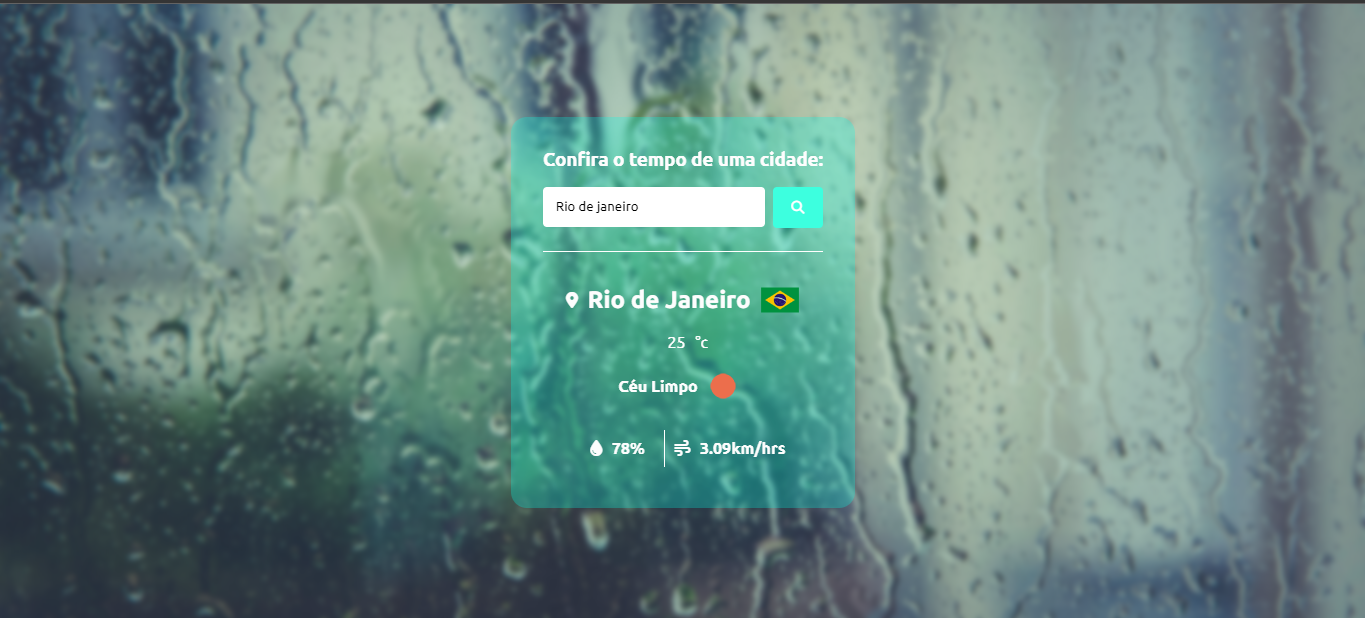 Confira o tempo de uma cidade:
Rio de janeiro
Rio de Janeiro
25 °c
Céu Limpo
78% 3.09km/hrs